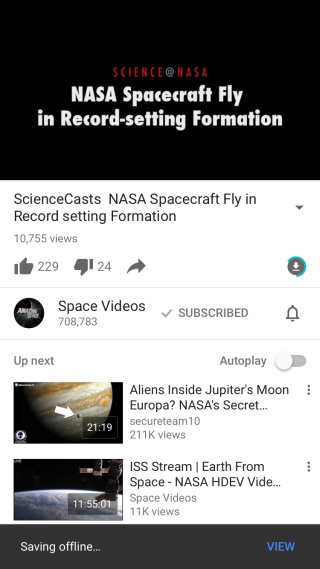 SCIENCE@NASA
NASA Spacecraft Fly
in Record-setting Formation
ScienceCasts NASA Spacecraft Fly in
Record setting Formation
10,755 views
229
24
Space Videos
708,783
SUBSCRIBED
Up next
Autoplay
Aliens Inside Jupiter's Moon
Europa? NASA's Secret...
secureteam10
211K views
21:19
ISS Stream | Earth From
Space - NASA HDEV Vide...
Space Videos
11K views
11:55:01
Saving offline...
VIEW